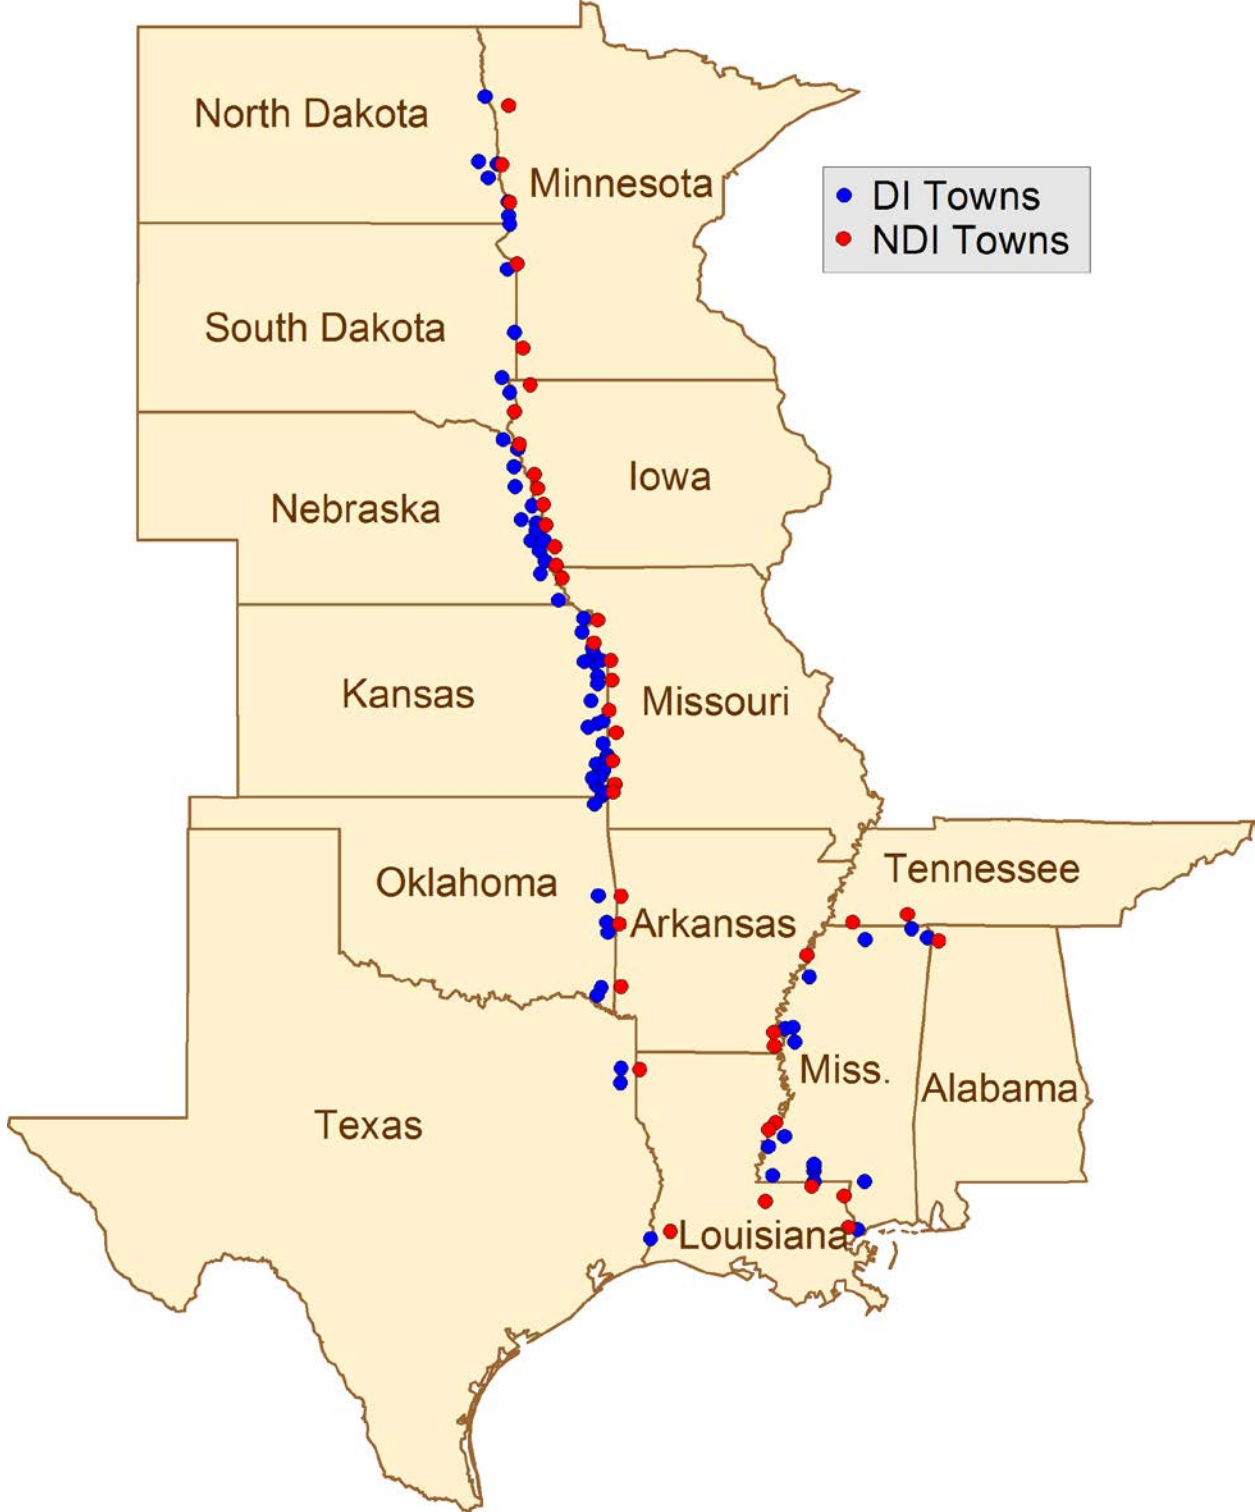 North Dakota
Minnesota
DI Towns
NDI Towns
South Dakota
Iowa
Nebraska
Kansas
Missouri
Tennessee
Oklahoma
Arkansas
Miss.
Alabama
Texas
Louisiana